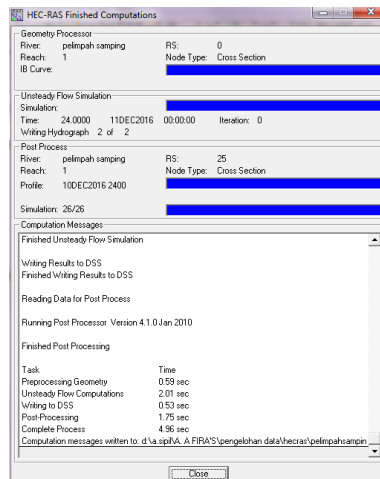 HEC-RAS Finished Computations
Geometry Processor
River: pelimpah samping RS: 0
Reach: 1 Node Type: Cross Section
IB Curve:
Unsteady Flow Simulation
Simulation:
Time: 24.0000 11DEC2016 00:00:00 Iteration: 0
Writing Hydrograph 2 of 2
Post Process
River: pelimpah samping RS: 25
Reach: 1 Node Type: Cross Section
Profile: 10DEC2016 2400
Simulation: 26/26
Computation Messages
Finished Unsteady Flow Simulation
Writing Results to DSS
Finished Writing Results to DSS
Reading Data for Post Process
Running Post Processor Version 4.1.0 Jan 2010
Finished Post Processing
Task Time
Preprocessing Geometry 0.59 sec
Unsteady Flow Computations 2.01 sec
Writing to DSS 0.53 sec
Post-Processing 1.75 sec
Complete Process 4.96 sec
Computation messages written to: d:\a.sipil\A. A FIRA'S\pengelohan data\hecras\pelimpahsampin
Close